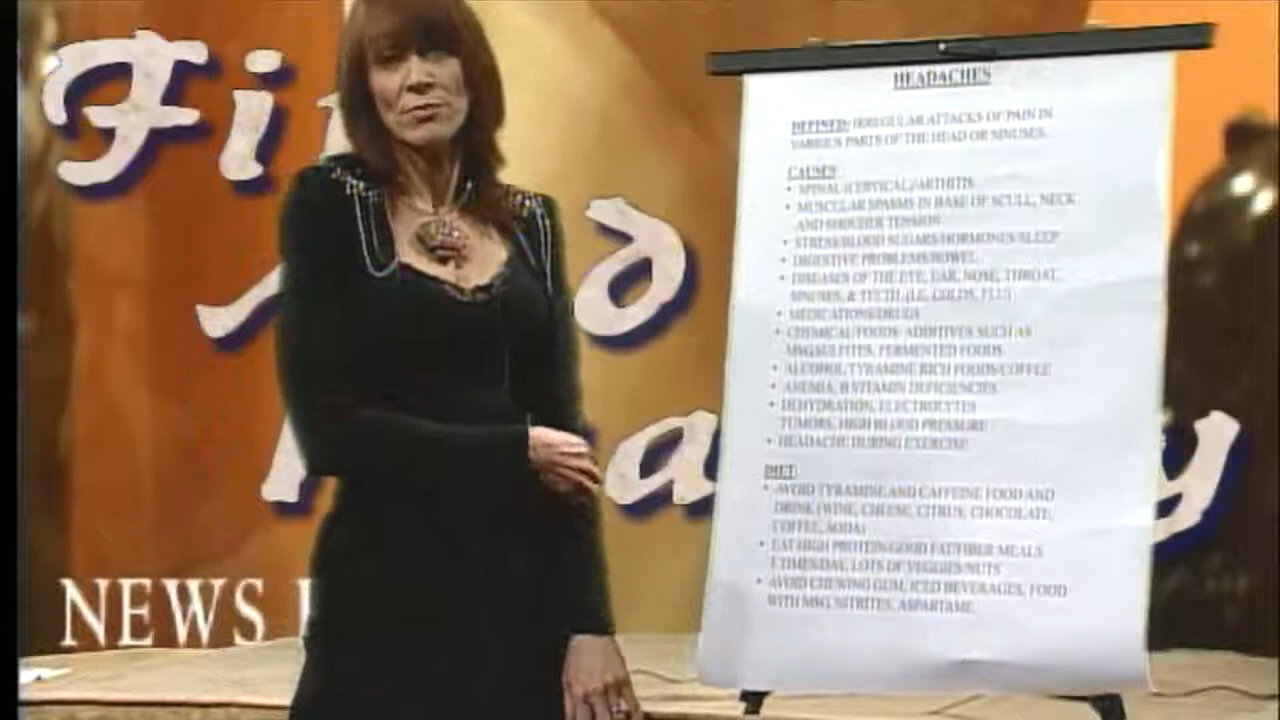 Fi
d
a y
NEWS
HEADACHES
DEFINED: IRREGULAR ATTACKS OF PAIN IN
VARIOUS PARTS OF THE HEAD OR SINUSES.
CAUSES:
• SPINAL (CERVICAL)/ARTHITIS
• MUSCULAR SPASMS IN BASE OF SCULL, NECK
AND SHOULDER TENSION
• STRESS/BLOOD SUGARS/HORMONES/SLEEP
• DIGESTIVE PROBLEMS/BOWEL
• DISEASES OF THE EYE, EAR, NOSE, THROAT,
SINUSES, & TEETH. (I.E. COLDS, FLU)
• MEDICATIONS/DRUGS
• CHEMICAL/FOODS- ADDITIVES SUCH AS
MSG,SULFITES, FERMENTED FOODS
• ALCOHOL/TYRAMINE RICH FOODS/COFFEE
• ANEMIA, B VITAMIN DEFICIENCIES
• DEHYDRATION, ELECTROLYTES
TUMORS, HIGH BLOOD PRESSURE
• HEADACHE DURING EXERCISE
DIET:
• AVOID TYRAMINE AND CAFFEINE FOOD AND
DRINK (WINE, CHEESE, CITRUS, CHOCOLATE,
COFFEE, SODA)
• EAT HIGH PROTEIN/GOOD FAT/FIBER MEALS
TIMES/DAY, LOTS OF VEGGIES/NUTS
• AVOID CHEWING GUM, ICED BEVERAGES, FOOD
WITH MSG, NITRITES, ASPARTAME